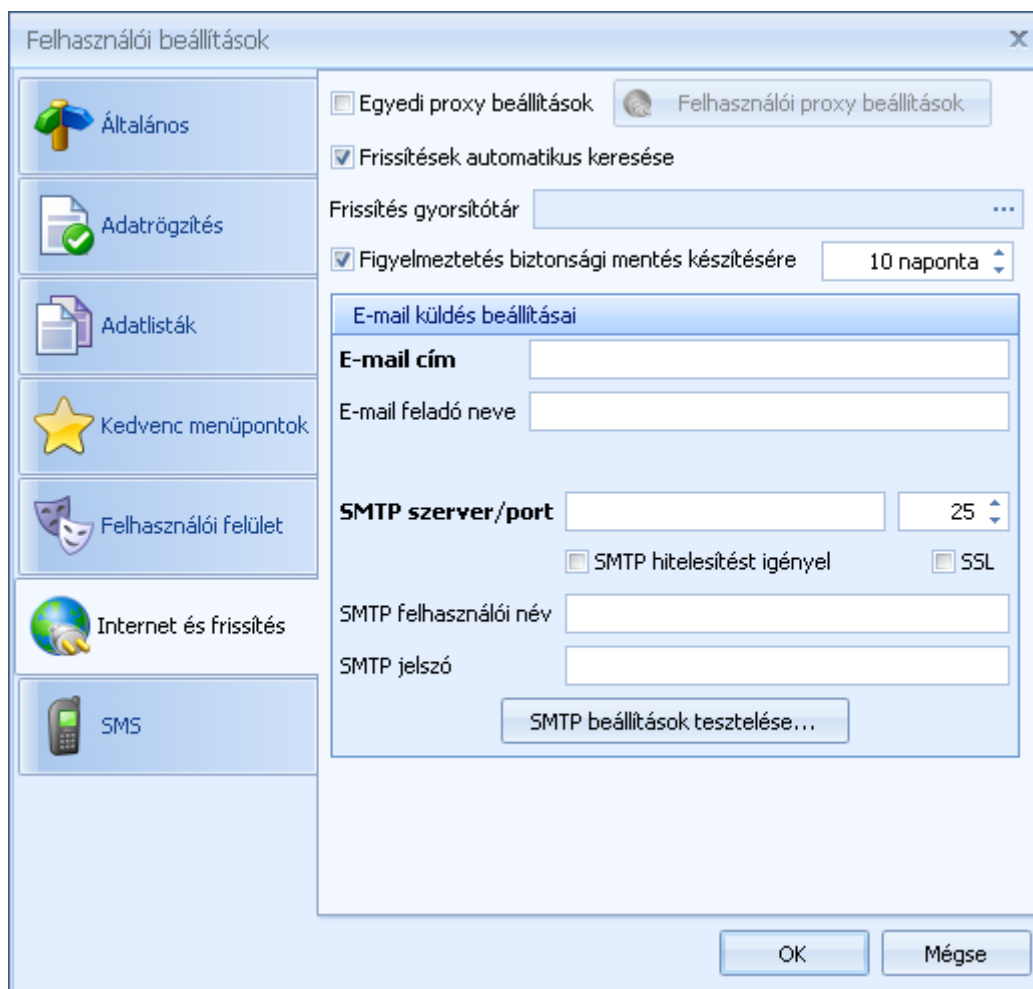 Felhasználói beállítások
Általános
Adatrögzítés
Adatlisták
Kedvenc menüpontok
Felhasználói felület
Internet és frissítés
SMS
Egyedi proxy beállítások
Felhasználói proxy beállítások
Frissítések automatikus keresése
Frissítés gyorsítótár ...
Figyelmeztetés biztonsági mentés készítésére 10 naponta
E-mail küldés beállításai
E-mail cím
E-mail feladó neve
SMTP szerver/port 25
SMTP hitelesítést igényel SSL
SMTP felhasználói név
SMTP jelszó
SMTP beállítások tesztelése...
OK Mégse